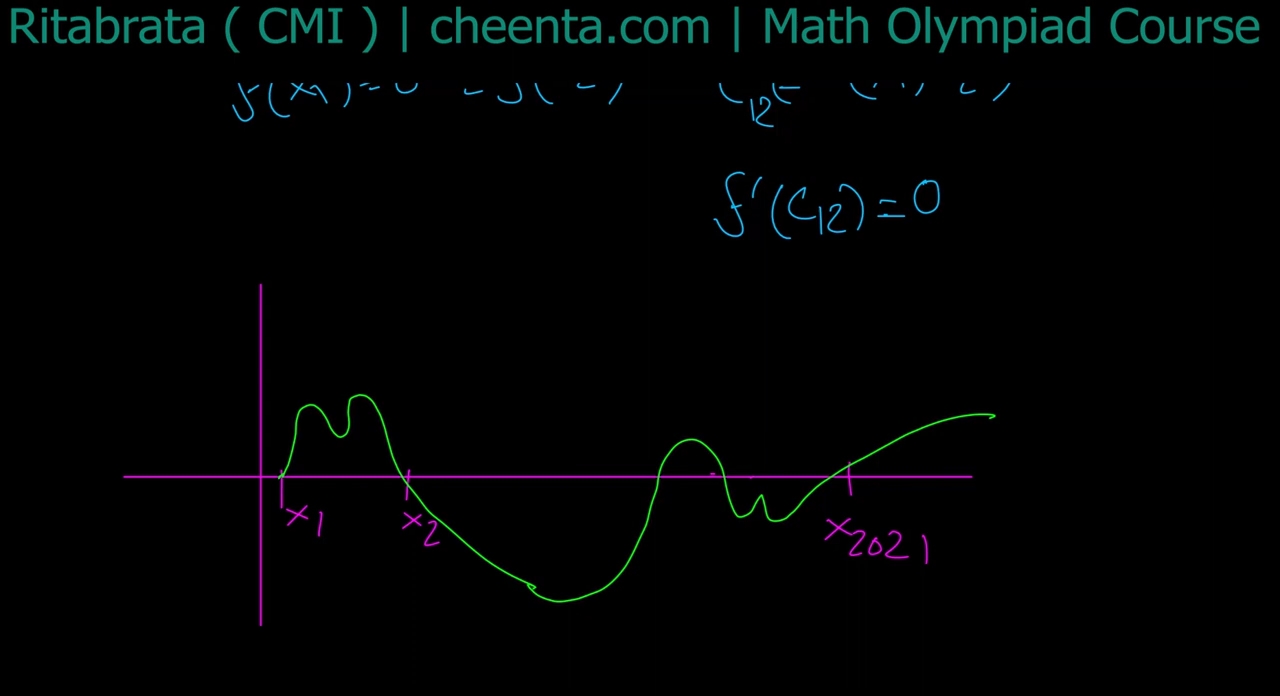 Ritabrata ( CMI ) | cheenta.com | Math Olympiad Course
f'(C₁₂)=0
x₁
x₂
x₂₀₂₁